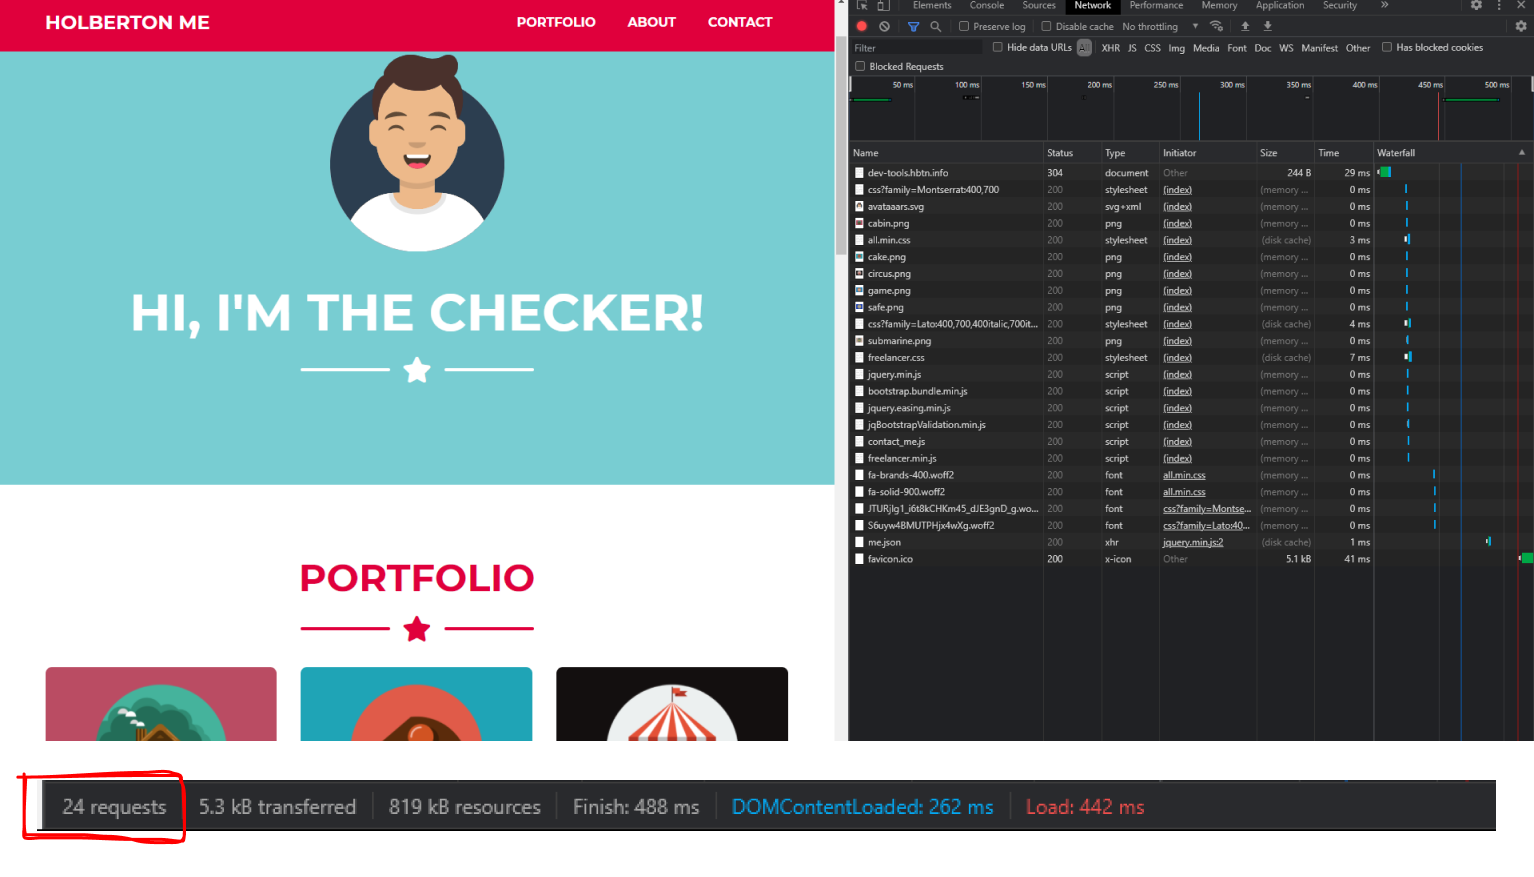 HOLBERTON ME
PORTFOLIO ABOUT CONTACT
HI, I'M THE CHECKER!
PORTFOLIO
Elements Console Sources Network Performance Memory Application Security »
Preserve log Disable cache No throttling
Filter Hide data URLs All XHR JS CSS Img Media Font Doc WS Manifest Other Has blocked cookies
Blocked Requests
50 ms 100 ms 150 ms 200 ms 250 ms 300 ms 350 ms 400 ms 450 ms 500 ms
Name Status Type Initiator Size Time Waterfall
dev-tools.hbtn.info 304 document Other 244 B 29 ms
css?family=Montserrat:400,700 200 stylesheet (index) (memory ... 0 ms
avataaars.svg 200 svg+xml (index) (memory ... 0 ms
cabin.png 200 png (index) (memory ... 0 ms
all.min.css 200 stylesheet (index) (disk cache) 3 ms
cake.png 200 png (index) (memory ... 0 ms
circus.png 200 png (index) (memory ... 0 ms
game.png 200 png (index) (memory ... 0 ms
safe.png 200 png (index) (memory ... 0 ms
css?family=Lato:400,700,400italic,700it... 200 stylesheet (index) (disk cache) 4 ms
submarine.png 200 png (index) (memory ... 0 ms
freelancer.css 200 stylesheet (index) (disk cache) 7 ms
jquery.min.js 200 script (index) (memory ... 0 ms
bootstrap.bundle.min.js 200 script (index) (memory ... 0 ms
jquery.easing.min.js 200 script (index) (memory ... 0 ms
jqBootstrapValidation.min.js 200 script (index) (memory ... 0 ms
contact_me.js 200 script (index) (memory ... 0 ms
freelancer.min.js 200 script (index) (memory ... 0 ms
fa-brands-400.woff2 200 font all.min.css (memory ... 0 ms
fa-solid-900.woff2 200 font all.min.css (memory ... 0 ms
JTURjIg1_i6t8kCHKm45_dJE3gnD_g.wo... 200 font css?family=Montse... (memory ... 0 ms
S6uyw4BMUTPHjx4wXg.woff2 200 font css?family=Lato:40... (memory ... 0 ms
me.json 200 xhr jquery.min.js:2 (disk cache) 1 ms
favicon.ico 200 x-icon Other 5.1 kB 41 ms
24 requests 5.3 kB transferred 819 kB resources Finish: 488 ms DOMContentLoaded: 262 ms Load: 442 ms